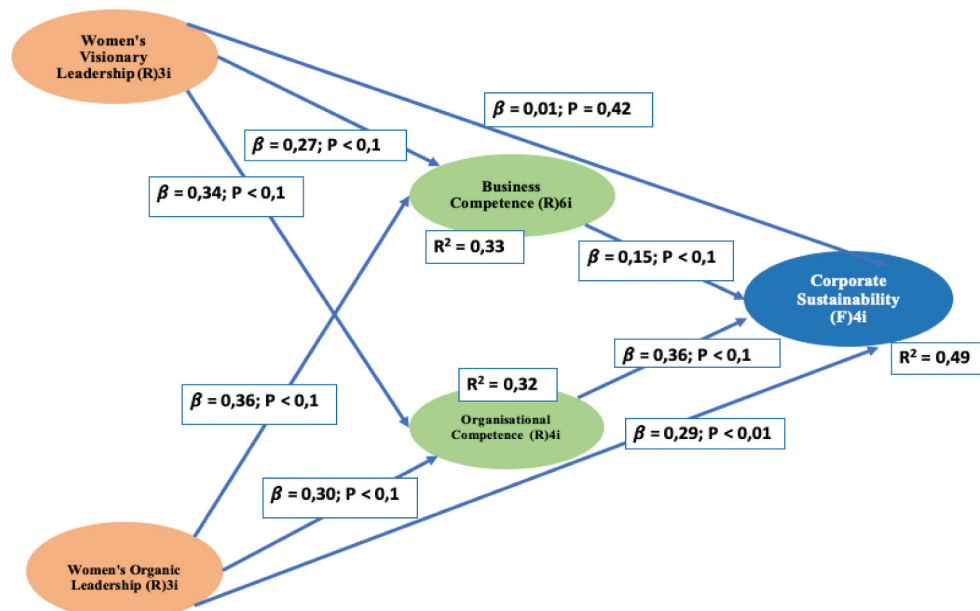 Women's
Visionary
Leadership (R)3i
β = 0,01; P = 0,42
β = 0,27; P < 0,1
β = 0,34; P < 0,1
Business
Competence (R)6i
R² = 0,33
β = 0,15; P < 0,1
Corporate
Sustainability
(F)4i
R² = 0,49
β = 0,36; P < 0,1
R² = 0,32
β = 0,36; P < 0,1
Organisational
Competence (R)4i
β = 0,29; P < 0,01
β = 0,30; P < 0,1
Women's Organic
Leadership (R)3i